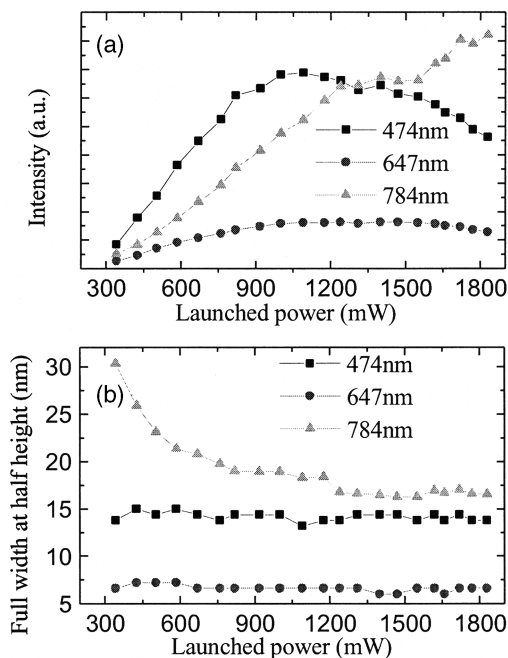 (a)
Intensity (a.u.)
474nm
647nm
784nm
300 600 900 1200 1500 1800
Launched power (mW)
Full width at half height (nm)
30
25
20
15
10
5
(b)
474nm
647nm
784nm
300 600 900 1200 1500 1800
Launched power (mW)